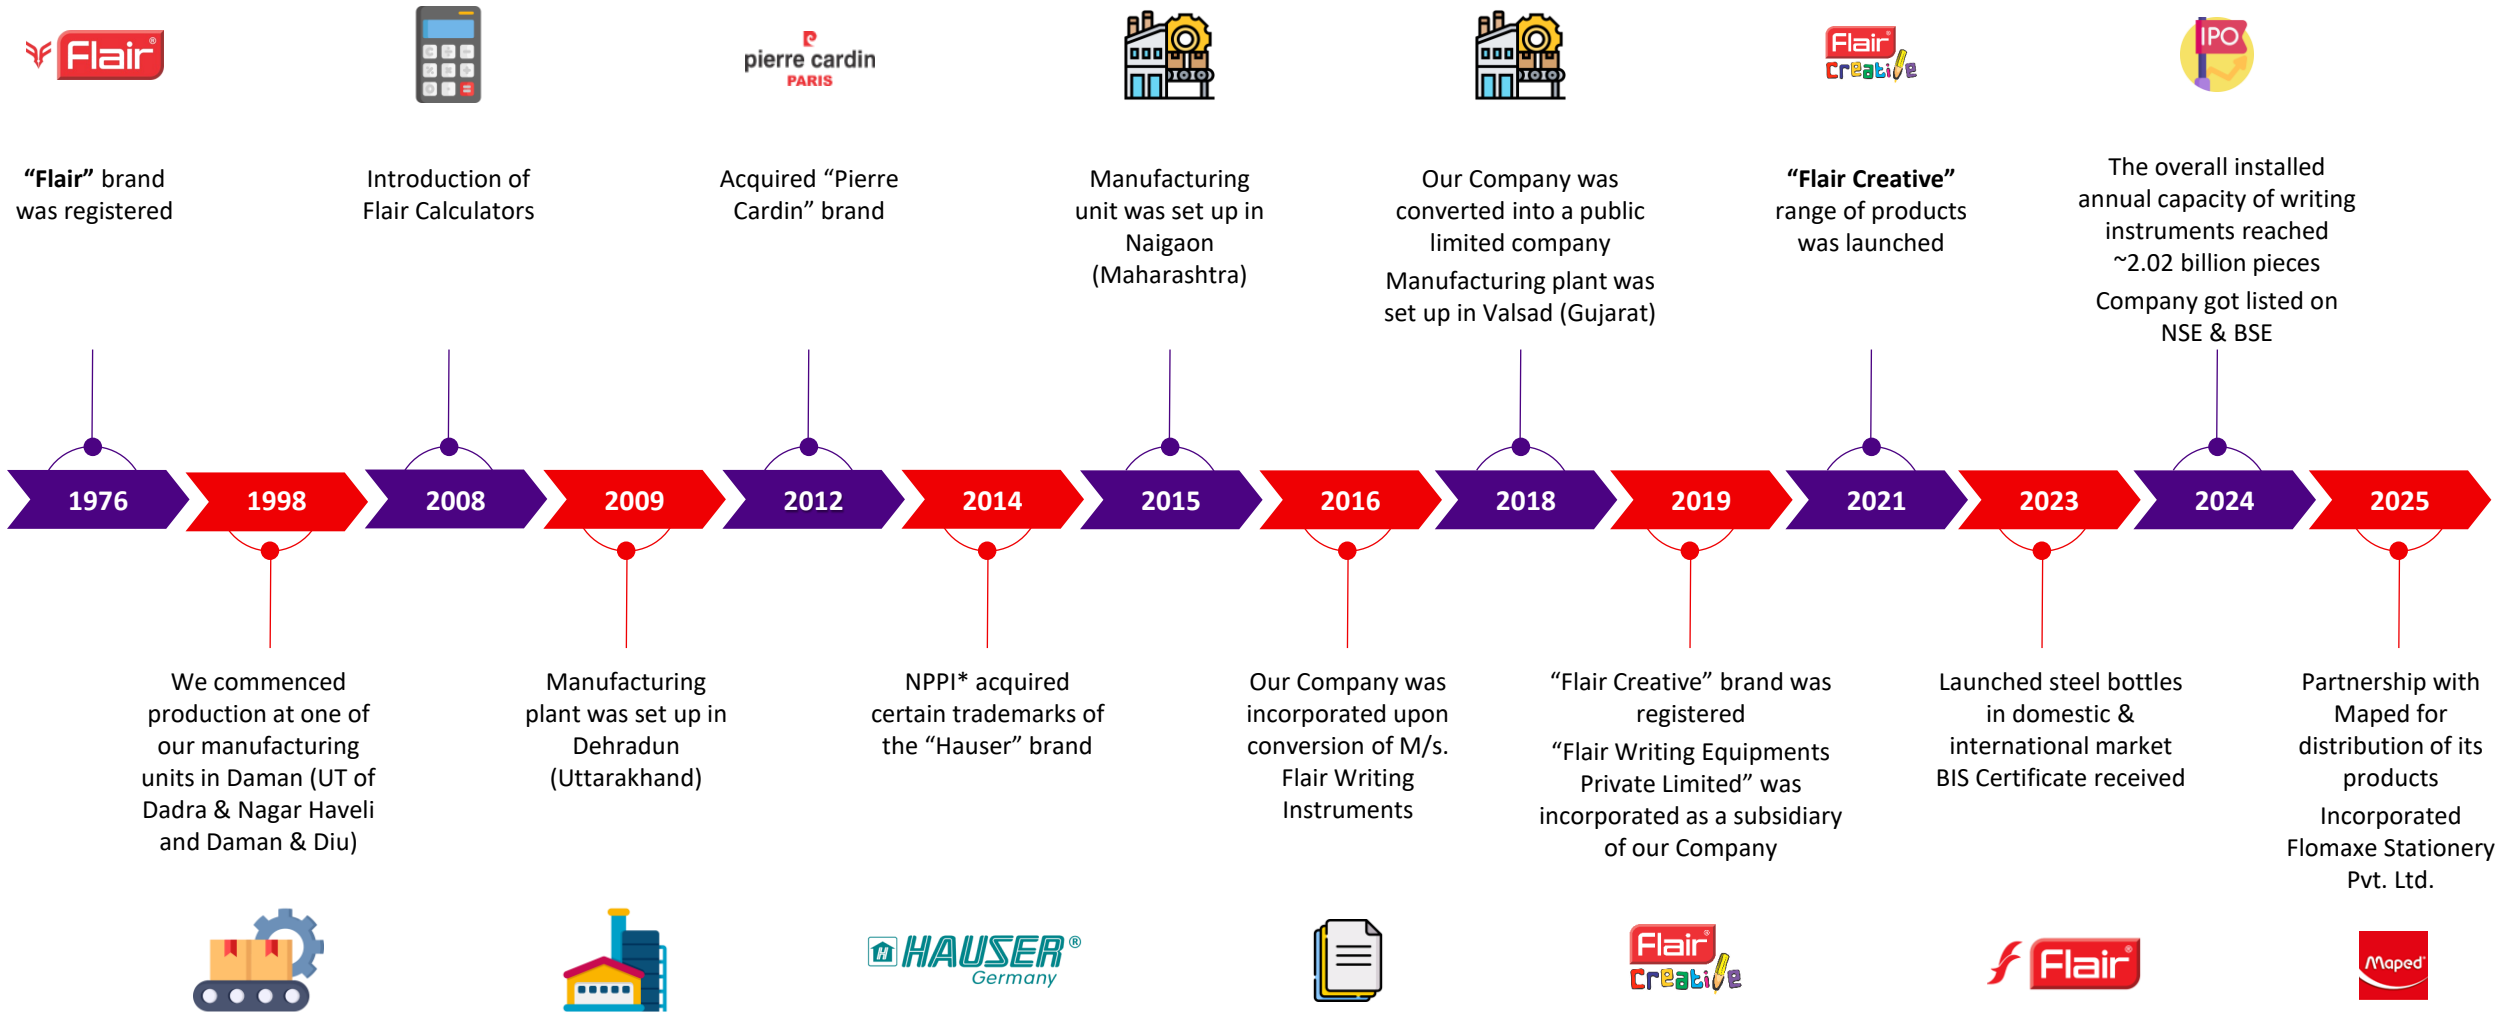 Flair®
pierre cardin
PARIS
Flair®
Creative
IPO
“Flair” brand
was registered
Introduction of
Flair Calculators
Acquired “Pierre
Cardin” brand
Manufacturing
unit was set up in
Naigaon
(Maharashtra)
Our Company was
converted into a public
limited company
Manufacturing plant was
set up in Valsad (Gujarat)
“Flair Creative”
range of products
was launched
The overall installed
annual capacity of writing
instruments reached
~2.02 billion pieces
Company got listed on
NSE & BSE
1976
1998
2008
2009
2012
2014
2015
2016
2018
2019
2021
2023
2024
2025
We commenced
production at one of
our manufacturing
units in Daman (UT of
Dadra & Nagar Haveli
and Daman & Diu)
Manufacturing
plant was set up in
Dehradun
(Uttarakhand)
NPPI* acquired
certain trademarks of
the “Hauser” brand
Our Company was
incorporated upon
conversion of M/s.
Flair Writing
Instruments
“Flair Creative” brand was
registered
“Flair Writing Equipments
Private Limited” was
incorporated as a subsidiary
of our Company
Launched steel bottles
in domestic &
international market
BIS Certificate received
Partnership with
Maped for
distribution of its
products
Incorporated
Flomaxe Stationery
Pvt. Ltd.
H HAUSER®
Germany
Flair®
Creative
Flair®
Maped®